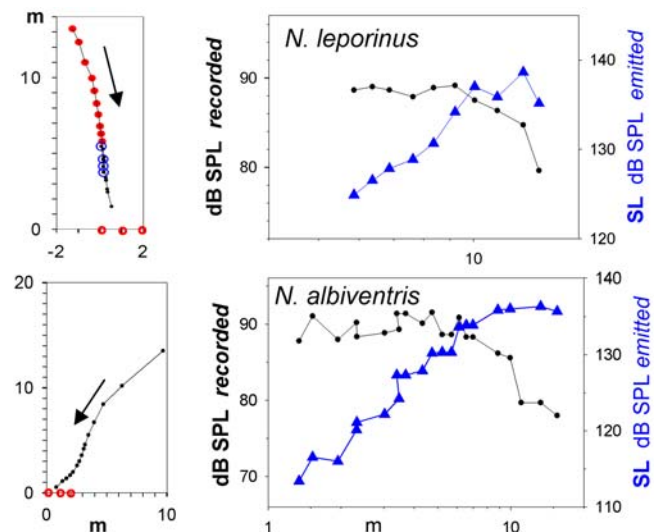 m
10
0
-2 0 2
dB SPL recorded
90
80
N. leporinus
10
140
130
120
SL dB SPL emitted
20
10
0
0 m 10
dB SPL recorded
90
80
70
N. albiventris
1 m 10
140
130
120
110
SL dB SPL emitted